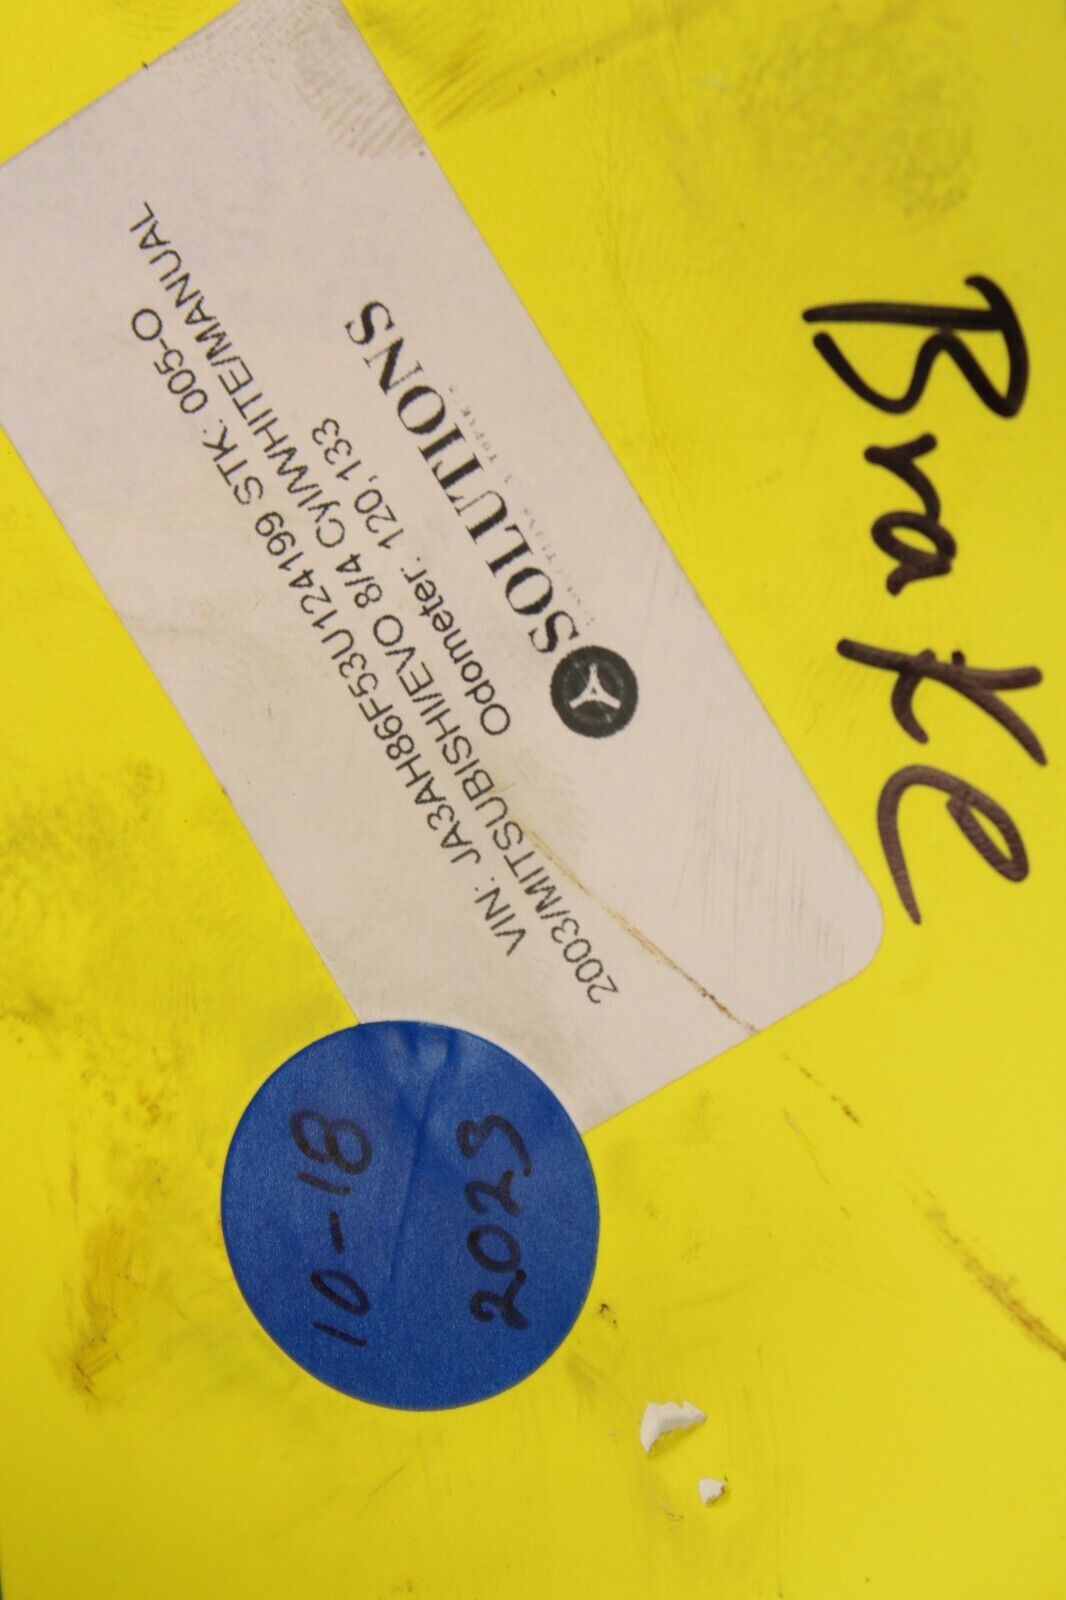 Brake
SOLUTIONS
VIN: JA3AH86F53U124199 STK: 005-O
2003/MITSUBISHI/EVO 8/4 Cyl/WHITE/MANUAL
Odometer: 120,133
10-18
2023